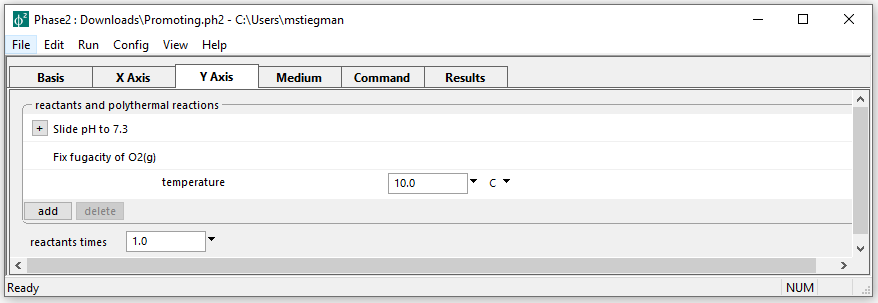 Phase2 : Downloads\Promoting.ph2 - C:\Users\mstiegman
File Edit Run Config View Help
Basis X Axis Y Axis Medium Command Results
reactants and polythermal reactions
+ Slide pH to 7.3
Fix fugacity of O2(g)
temperature 10.0 C
add delete
reactants times 1.0
Ready NUM